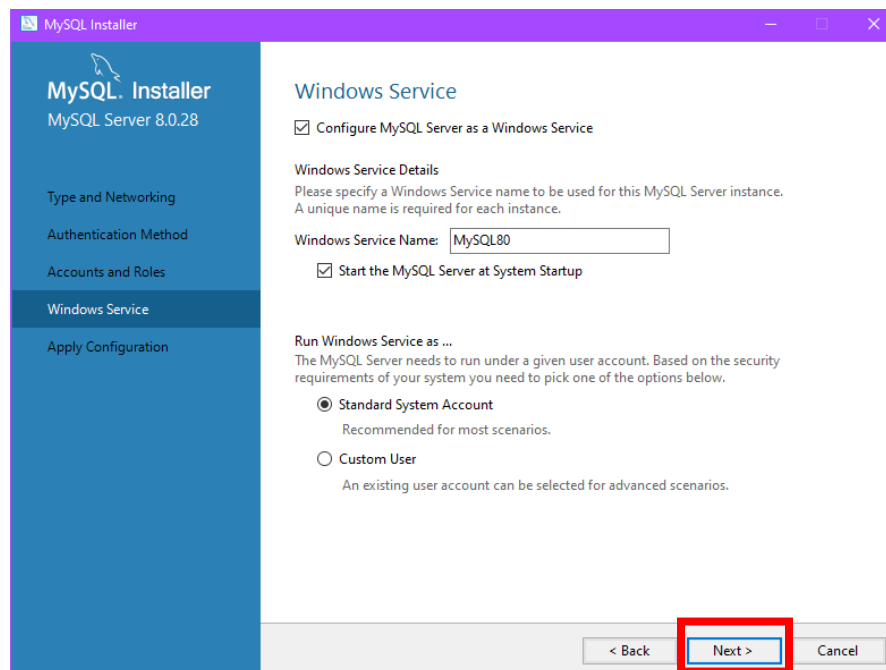 MySQL Installer
MySQL. Installer
MySQL Server 8.0.28
Type and Networking
Authentication Method
Accounts and Roles
Windows Service
Apply Configuration
Windows Service
Configure MySQL Server as a Windows Service
Windows Service Details
Please specify a Windows Service name to be used for this MySQL Server instance.
A unique name is required for each instance.
Windows Service Name: MySQL80
Start the MySQL Server at System Startup
Run Windows Service as ...
The MySQL Server needs to run under a given user account. Based on the security
requirements of your system you need to pick one of the options below.
Standard System Account
Recommended for most scenarios.
Custom User
An existing user account can be selected for advanced scenarios.
< Back Next > Cancel